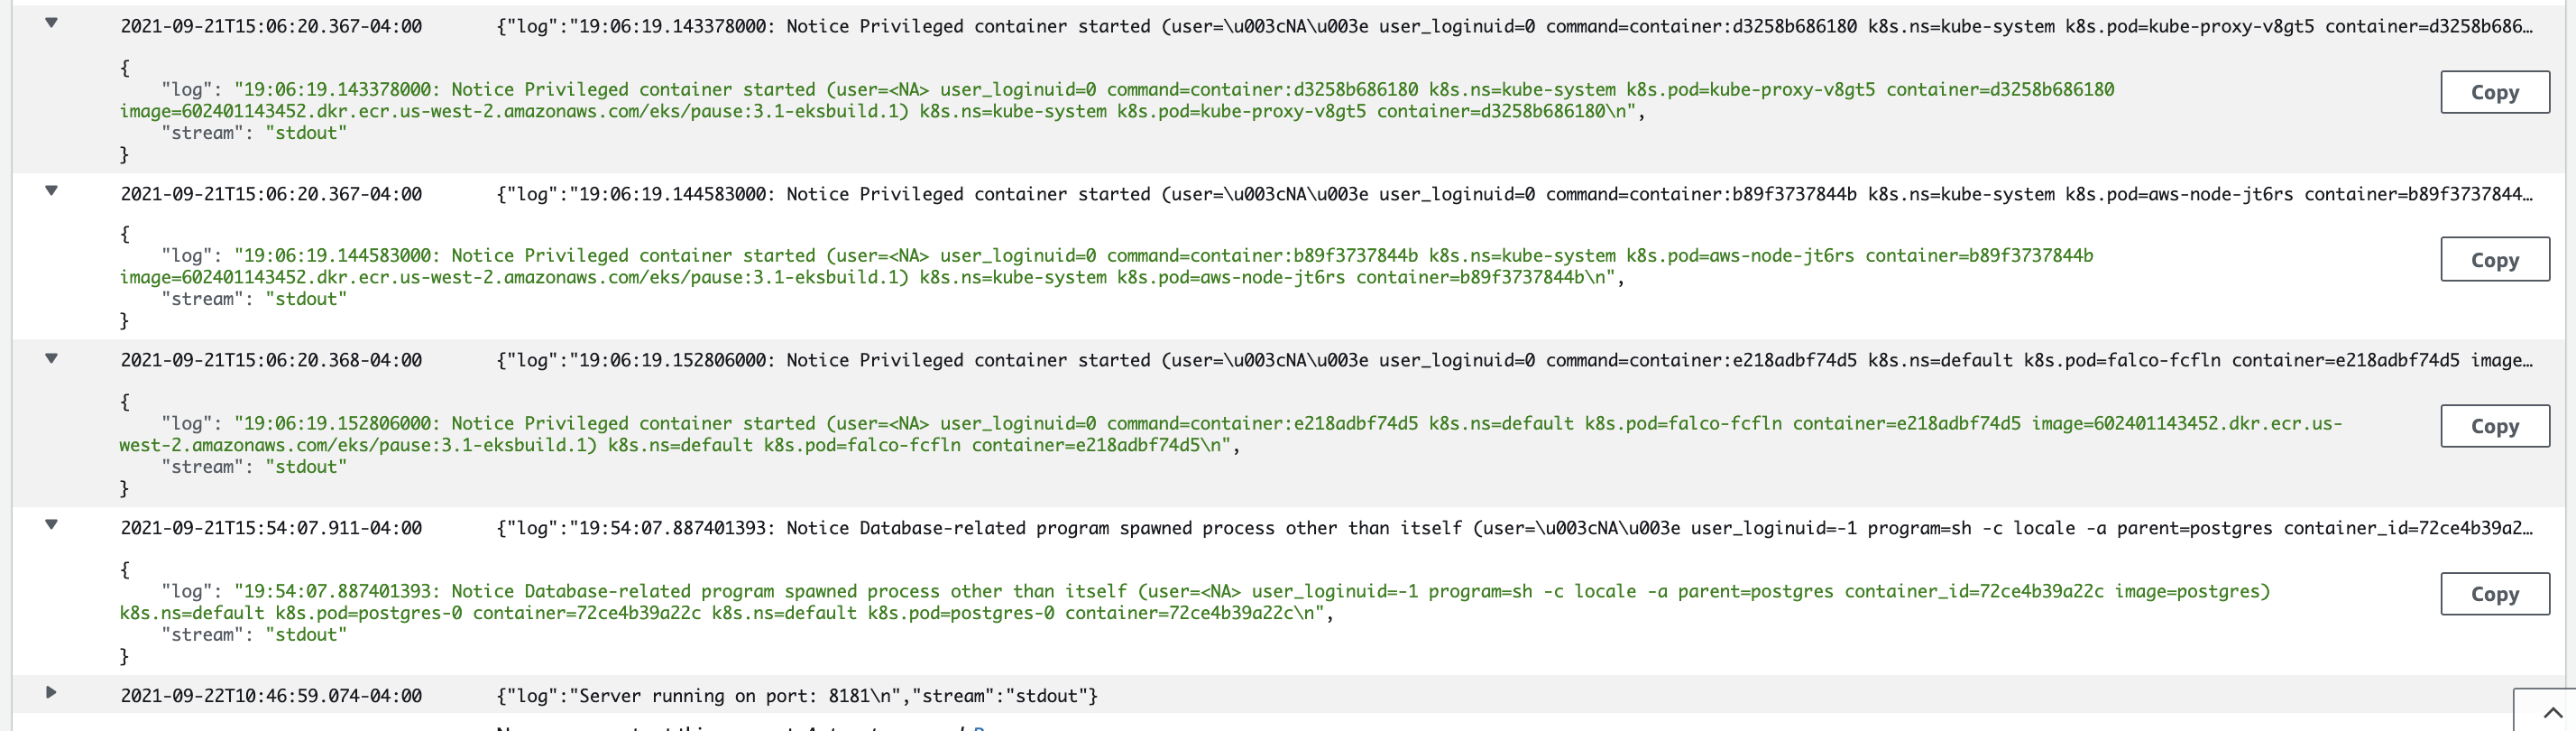 2021-09-21T15:06:20.367-04:00 {"log":"19:06:19.143378000: Notice Privileged container started (user=\u003cNA\u003e user_loginuid=0 command=container:d3258b686180 k8s.ns=kube-system k8s.pod=kube-proxy-v8gt5 container=d3258b686…
{
"log": "19:06:19.143378000: Notice Privileged container started (user=<NA> user_loginuid=0 command=container:d3258b686180 k8s.ns=kube-system k8s.pod=kube-proxy-v8gt5 container=d3258b686180
Copy
image=602401143452.dkr.ecr.us-west-2.amazonaws.com/eks/pause:3.1-eksbuild.1) k8s.ns=kube-system k8s.pod=kube-proxy-v8gt5 container=d3258b686180\n",
"stream": "stdout"
}
2021-09-21T15:06:20.367-04:00 {"log":"19:06:19.144583000: Notice Privileged container started (user=\u003cNA\u003e user_loginuid=0 command=container:b89f3737844b k8s.ns=kube-system k8s.pod=aws-node-jt6rs container=b89f3737844…
{
"log": "19:06:19.144583000: Notice Privileged container started (user=<NA> user_loginuid=0 command=container:b89f3737844b k8s.ns=kube-system k8s.pod=aws-node-jt6rs container=b89f3737844b
Copy
image=602401143452.dkr.ecr.us-west-2.amazonaws.com/eks/pause:3.1-eksbuild.1) k8s.ns=kube-system k8s.pod=aws-node-jt6rs container=b89f3737844b\n",
"stream": "stdout"
}
2021-09-21T15:06:20.368-04:00 {"log":"19:06:19.152806000: Notice Privileged container started (user=\u003cNA\u003e user_loginuid=0 command=container:e218adbf74d5 k8s.ns=default k8s.pod=falco-fcfln container=e218adbf74d5 image…
{
"log": "19:06:19.152806000: Notice Privileged container started (user=<NA> user_loginuid=0 command=container:e218adbf74d5 k8s.ns=default k8s.pod=falco-fcfln container=e218adbf74d5 image=602401143452.dkr.ecr.us-
Copy
west-2.amazonaws.com/eks/pause:3.1-eksbuild.1) k8s.ns=default k8s.pod=falco-fcfln container=e218adbf74d5\n",
"stream": "stdout"
}
2021-09-21T15:54:07.911-04:00 {"log":"19:54:07.887401393: Notice Database-related program spawned process other than itself (user=\u003cNA\u003e user_loginuid=-1 program=sh -c locale -a parent=postgres container_id=72ce4b39a2…
{
"log": "19:54:07.887401393: Notice Database-related program spawned process other than itself (user=<NA> user_loginuid=-1 program=sh -c locale -a parent=postgres container_id=72ce4b39a22c image=postgres)
Copy
k8s.ns=default k8s.pod=postgres-0 container=72ce4b39a22c k8s.ns=default k8s.pod=postgres-0 container=72ce4b39a22c\n",
"stream": "stdout"
}
2021-09-22T10:46:59.074-04:00 {"log":"Server running on port: 8181\n","stream":"stdout"}